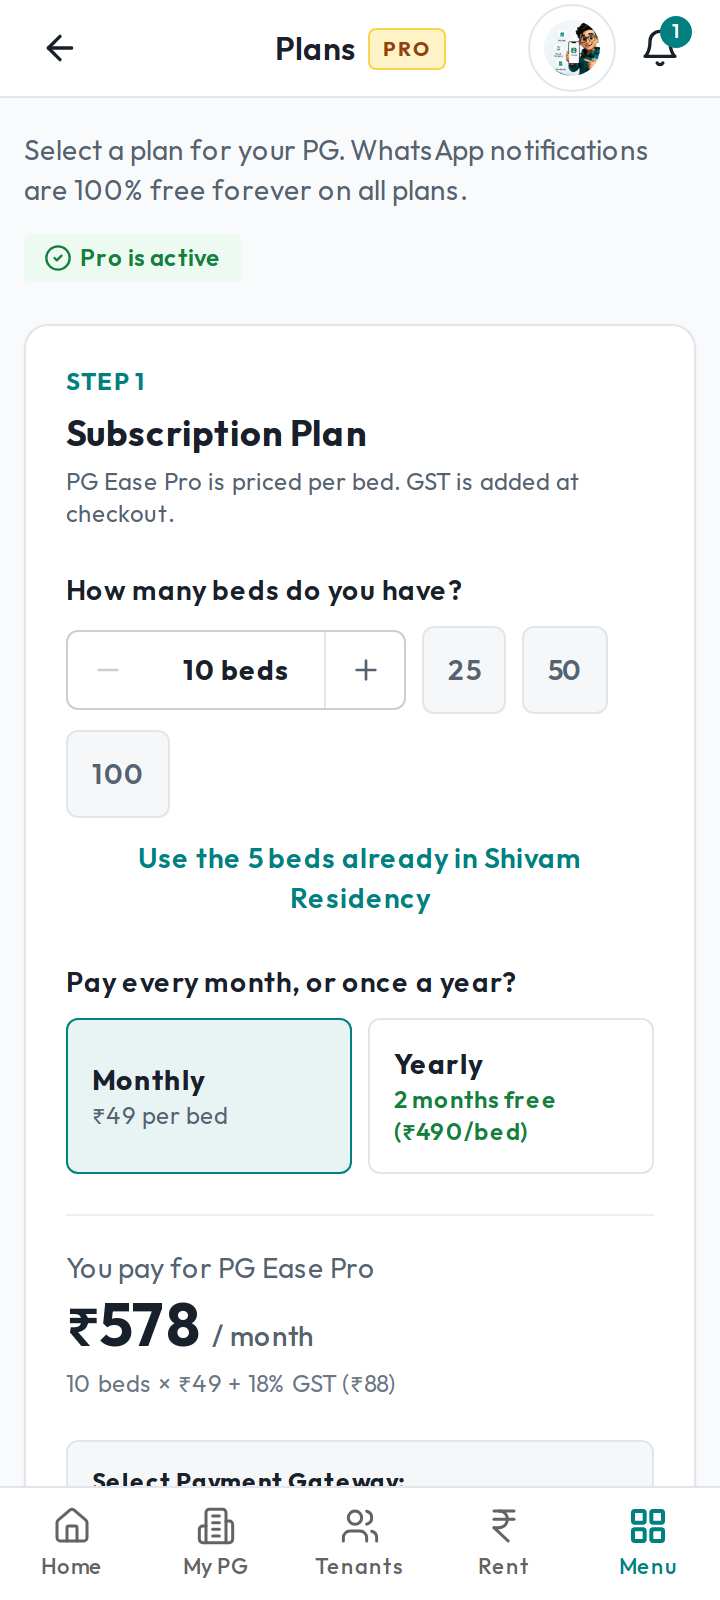 Plans PRO
1
Select a plan for your PG. WhatsApp notifications
are 100% free forever on all plans.
Pro is active
STEP 1
Subscription Plan
PG Ease Pro is priced per bed. GST is added at
checkout.
How many beds do you have?
− 10 beds + 25 50
100
Use the 5 beds already in Shivam
Residency
Pay every month, or once a year?
Monthly
₹49 per bed
Yearly
2 months free
(₹490/bed)
You pay for PG Ease Pro
₹578 / month
10 beds × ₹49 + 18% GST (₹88)
Select Payment Gateway:
Home My PG Tenants Rent Menu